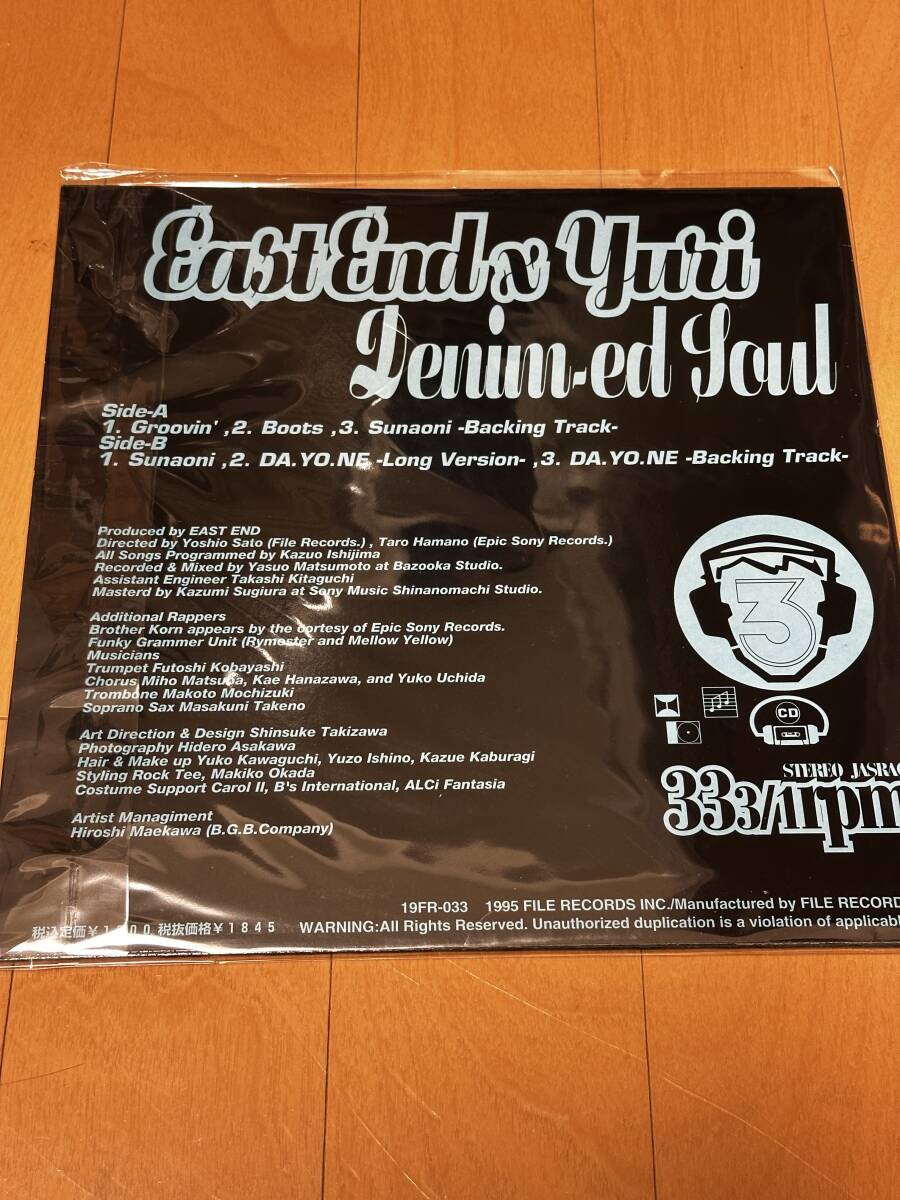 East End x Yuri
Denim-ed Soul
Side-A
1. Groovin' ,2. Boots ,3. Sunaoni -Backing Track-
Side-B
1. Sunaoni ,2. DA.YO.NE -Long Version- ,3. DA.YO.NE -Backing Track-
Produced by EAST END
Directed by Yoshio Sato (File Records.) , Taro Hamano (Epic Sony Records.)
All Songs Programmed by Kazuo Ishijima
Recorded & Mixed by Yasuo Matsumoto at Bazooka Studio.
Assistant Engineer Takashi Kitaguchi
Masterd by Kazumi Sugiura at Sony Music Shinanomachi Studio.
Additional Rappers
Brother Korn appears by the cortesy of Epic Sony Records.
Funky Grammer Unit (Rymester and Mellow Yellow)
Musicians
Trumpet Futoshi Kobayashi
Chorus Miho Matsuba, Kae Hanazawa, and Yuko Uchida
Trombone Makoto Mochizuki
Soprano Sax Masakuni Takeno
Art Direction & Design Shinsuke Takizawa
Photography Hidero Asakawa
Hair & Make up Yuko Kawaguchi, Yuzo Ishino, Kazue Kaburagi
Styling Rock Tee, Makiko Okada
Costume Support Carol II, B's International, ALCi Fantasia
Artist Managiment
Hiroshi Maekawa (B.G.B.Company)
3
CD
STEREO JASRAC
33 3/11rpm
19FR-033 1995 FILE RECORDS INC./Manufactured by FILE RECORD
税込定価¥1 00 税抜価格¥1845 WARNING:All Rights Reserved. Unauthorized duplication is a violation of applicabl